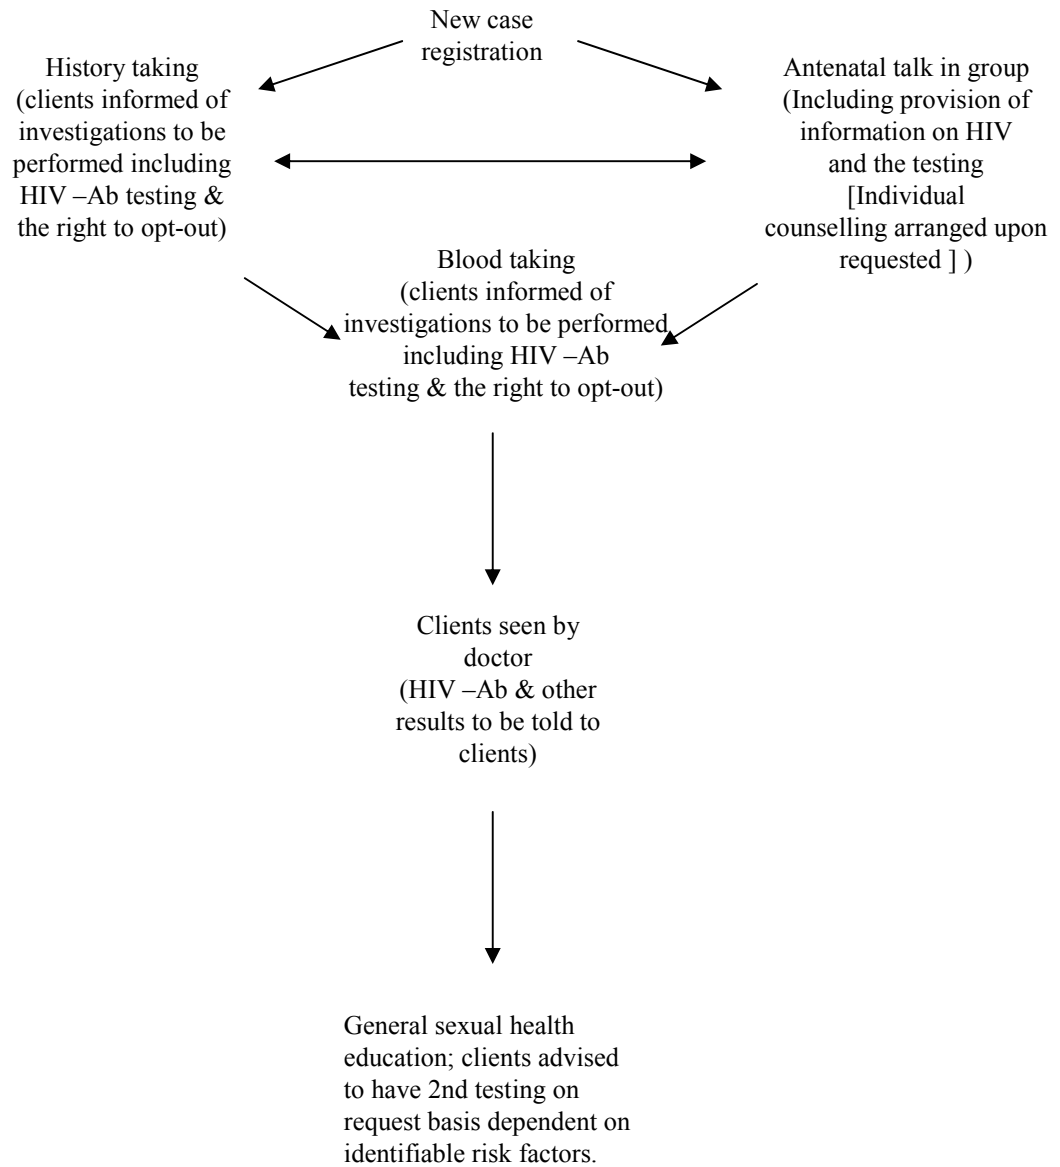 New case
registration
History taking
(clients informed of
investigations to be
performed including
HIV –Ab testing &
the right to opt-out)
Antenatal talk in group
(Including provision of
information on HIV
and the testing
[Individual
counselling arranged upon
requested ] )
Blood taking
(clients informed of
investigations to be performed
including HIV –Ab
testing & the right to opt-out)
Clients seen by
doctor
(HIV –Ab & other
results to be told to
clients)
General sexual health
education; clients advised
to have 2nd testing on
request basis dependent on
identifiable risk factors.